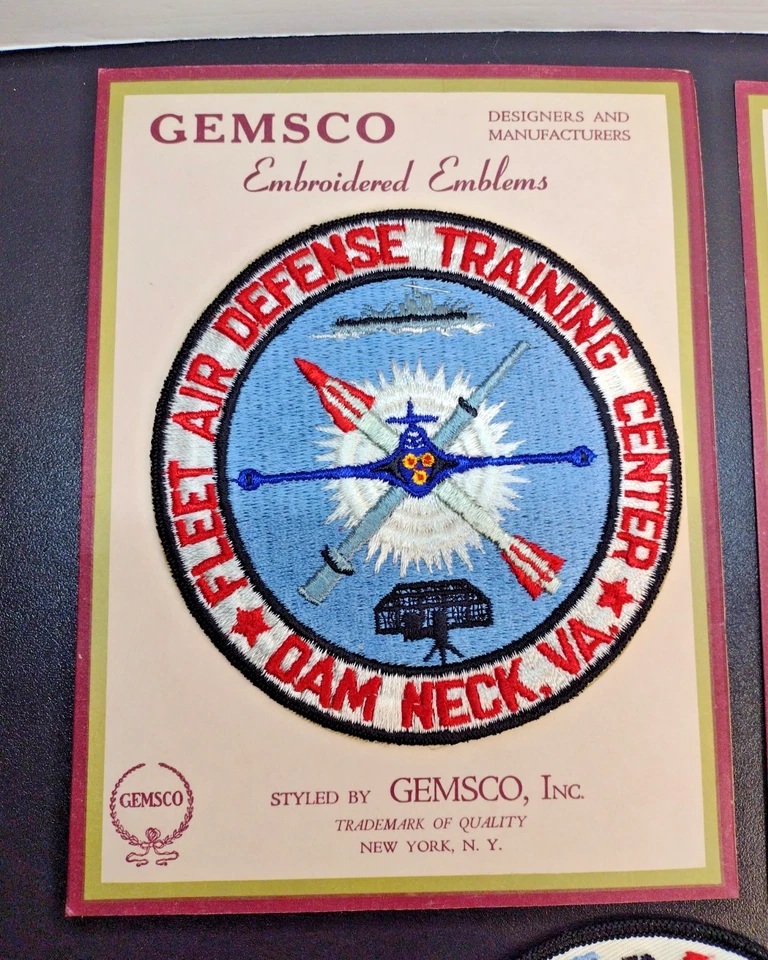 GEMSCO
DESIGNERS AND
MANUFACTURERS
Embroidered Emblems
FLEET AIR DEFENSE TRAINING CENTER
DAM NECK, VA.
GEMSCO
STYLED BY GEMSCO, INC.
TRADEMARK OF QUALITY
NEW YORK, N. Y.